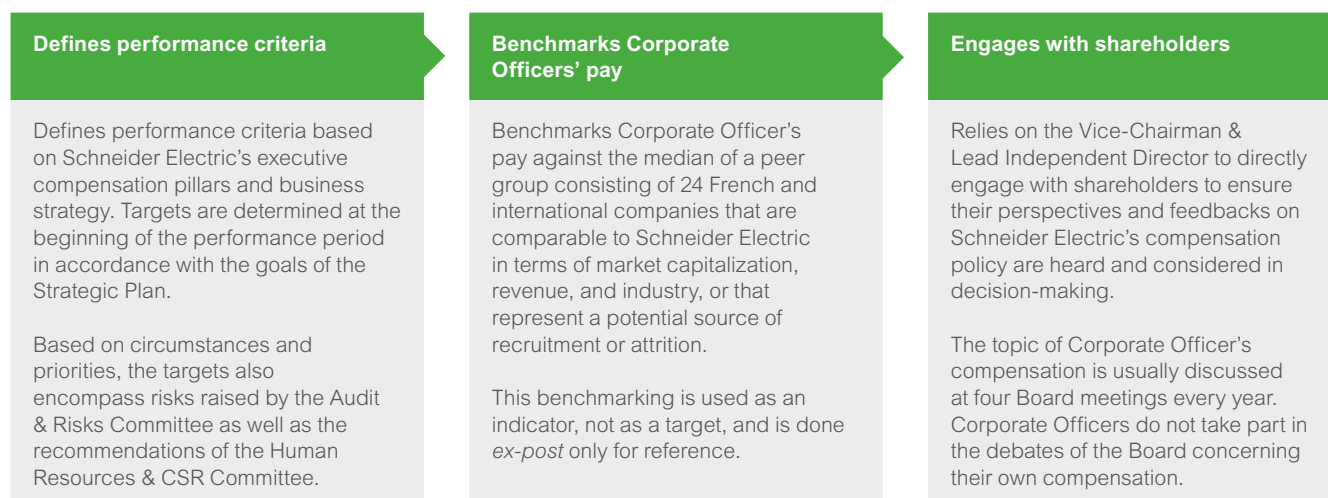 Defines performance criteria
Defines performance criteria based
on Schneider Electric’s executive
compensation pillars and business
strategy. Targets are determined at the
beginning of the performance period
in accordance with the goals of the
Strategic Plan.
Based on circumstances and
priorities, the targets also
encompass risks raised by the Audit
& Risks Committee as well as the
recommendations of the Human
Resources & CSR Committee.
Benchmarks Corporate
Officers’ pay
Benchmarks Corporate Officer’s
pay against the median of a peer
group consisting of 24 French and
international companies that are
comparable to Schneider Electric
in terms of market capitalization,
revenue, and industry, or that
represent a potential source of
recruitment or attrition.
This benchmarking is used as an
indicator, not as a target, and is done
ex-post only for reference.
Engages with shareholders
Relies on the Vice-Chairman &
Lead Independent Director to directly
engage with shareholders to ensure
their perspectives and feedbacks on
Schneider Electric’s compensation
policy are heard and considered in
decision-making.
The topic of Corporate Officer’s
compensation is usually discussed
at four Board meetings every year.
Corporate Officers do not take part in
the debates of the Board concerning
their own compensation.